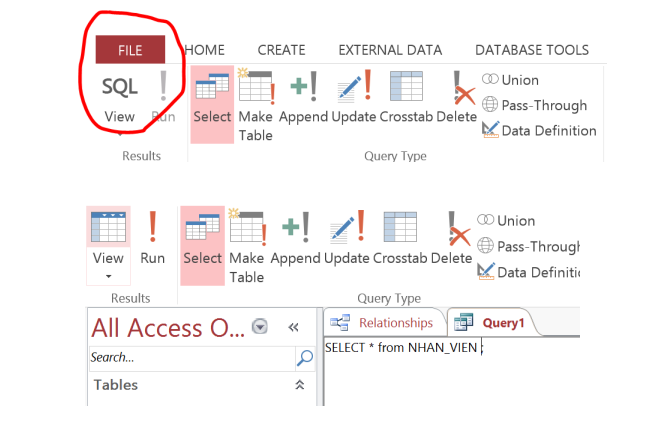 FILE HOME CREATE EXTERNAL DATA DATABASE TOOLS
SQL
View Run Select Make Table Append Update Crosstab Delete
Union
Pass-Through
Data Definition
Results Query Type
View Run Select Make Table Append Update Crosstab Delete
Union
Pass-Through
Data Definiti
Results Query Type
All Access O... « Relationships Query1
Search... SELECT * from NHAN_VIEN ;
Tables